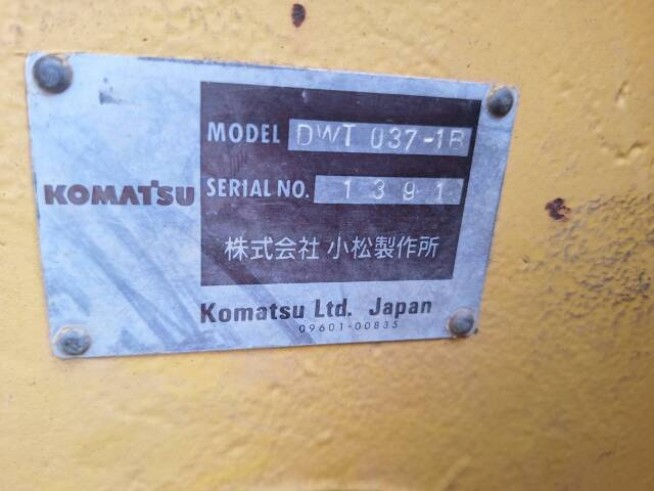 KOMATSU
MODEL DWT 037-1B
SERIAL NO. 1391
株式会社 小松製作所
Komatsu Ltd. Japan
09601-00835